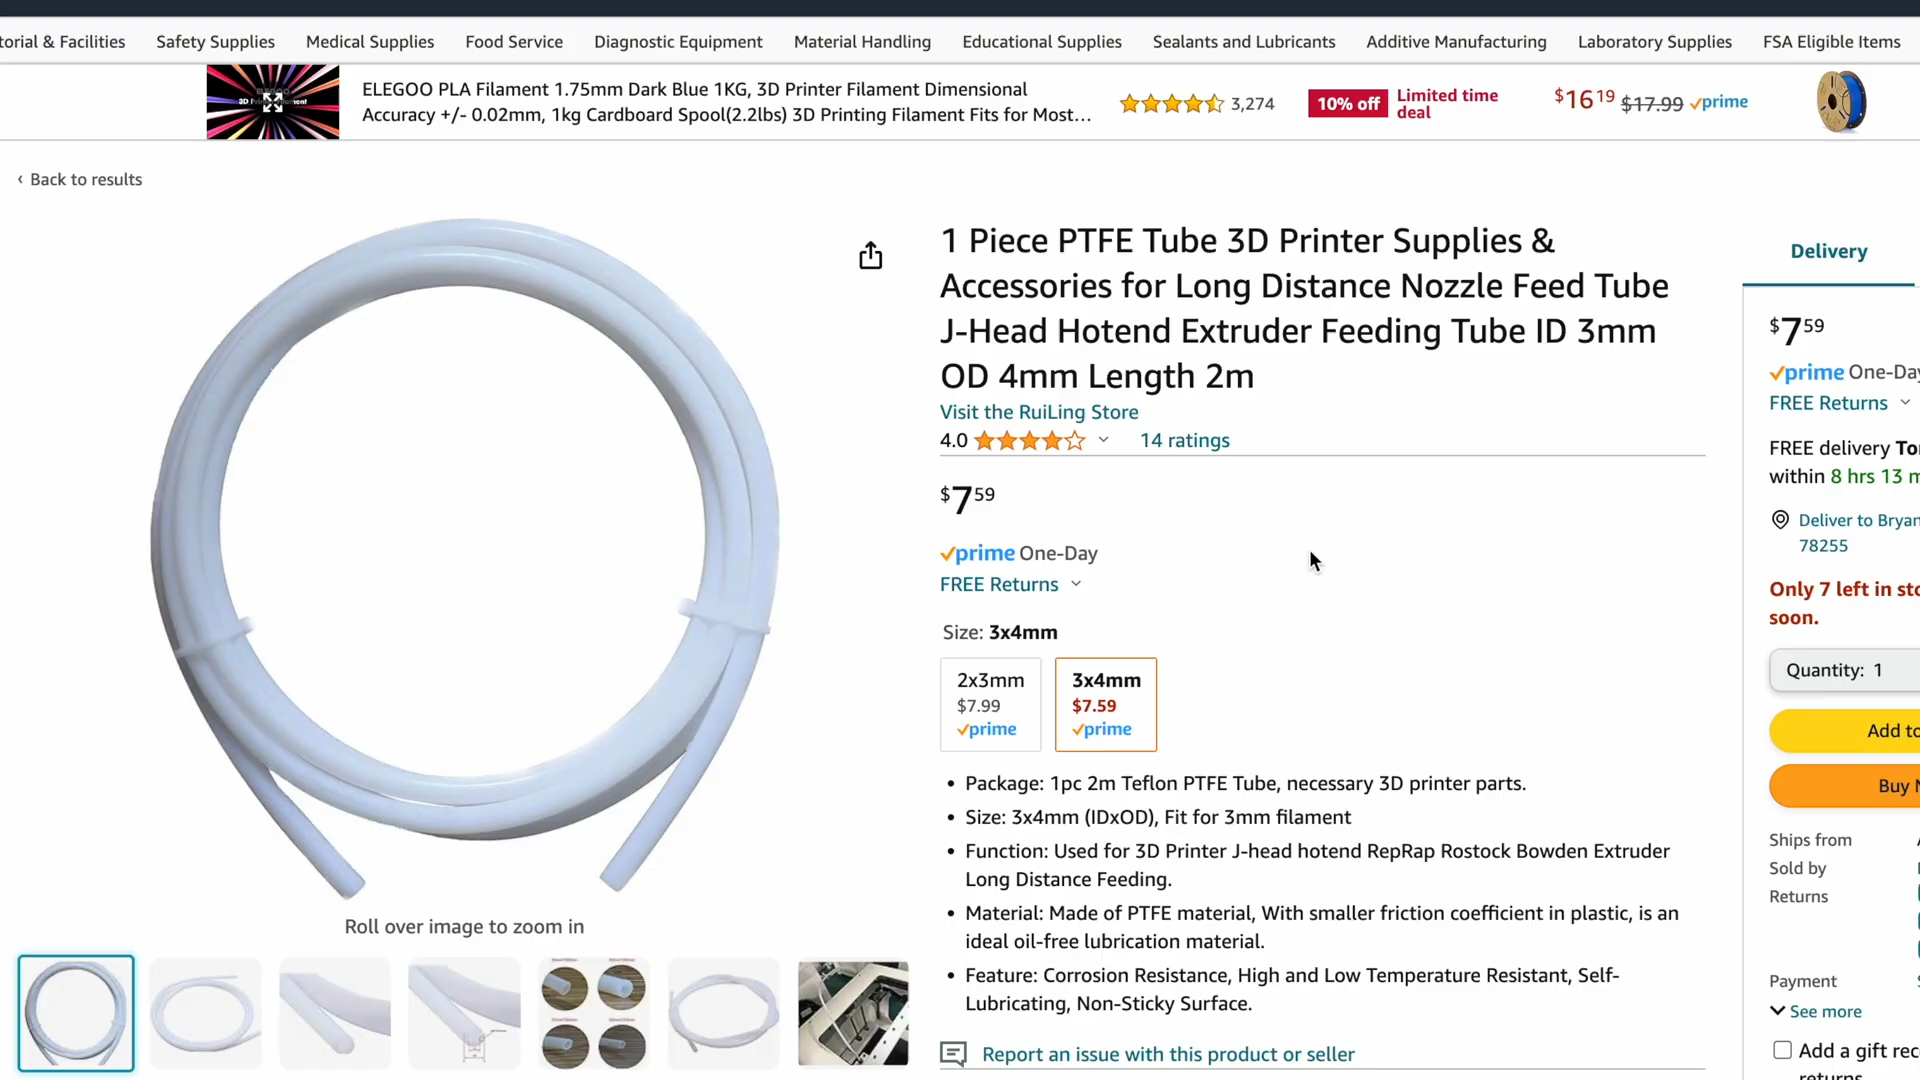 torial & Facilities
Safety Supplies
Medical Supplies
Food Service
Diagnostic Equipment
Material Handling
Educational Supplies
Sealants and Lubricants
Additive Manufacturing
Laboratory Supplies
FSA Eligible Items
ELEGOO PLA Filament 1.75mm Dark Blue 1KG, 3D Printer Filament Dimensional
Accuracy +/- 0.02mm, 1kg Cardboard Spool(2.2lbs) 3D Printing Filament Fits for Most...
3,274
10% off
Limited time
deal
$16 19 $17.99 prime
‹ Back to results
1 Piece PTFE Tube 3D Printer Supplies &
Accessories for Long Distance Nozzle Feed Tube
J-Head Hotend Extruder Feeding Tube ID 3mm
OD 4mm Length 2m
Visit the RuiLing Store
4.0
14 ratings
$7 59
prime One-Day
FREE Returns
Size: 3x4mm
2x3mm
$7.99
prime
3x4mm
$7.59
prime
• Package: 1pc 2m Teflon PTFE Tube, necessary 3D printer parts.
• Size: 3x4mm (IDxOD), Fit for 3mm filament
• Function: Used for 3D Printer J-head hotend RepRap Rostock Bowden Extruder
Long Distance Feeding.
• Material: Made of PTFE material, With smaller friction coefficient in plastic, is an
ideal oil-free lubrication material.
• Feature: Corrosion Resistance, High and Low Temperature Resistant, Self-
Lubricating, Non-Sticky Surface.
Report an issue with this product or seller
Roll over image to zoom in
Delivery
$7 59
prime One-Day
FREE Returns
FREE delivery To
within 8 hrs 13 m
Deliver to Bryan
78255
Only 7 left in sto
soon.
Quantity: 1
Add to
Buy N
Ships from
Sold by
Returns
Payment
See more
Add a gift rec
returns